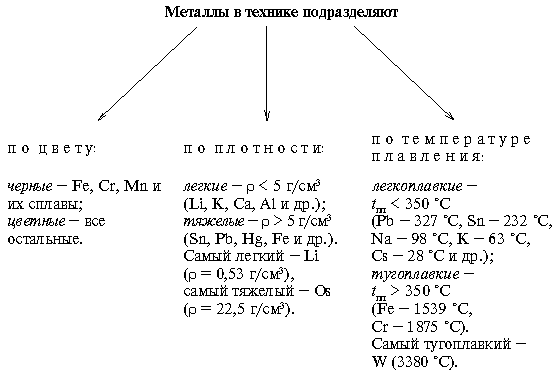 Металлы в технике подразделяют
по цвету:
черные – Fe, Cr, Mn и
их сплавы;
цветные – все
остальные.
по плотности:
легкие – ρ < 5 г/см³
(Li, K, Ca, Al и др.);
тяжелые – ρ > 5 г/см³
(Sn, Pb, Hg, Fe и др.).
Самый легкий – Li
(ρ = 0,53 г/см³),
самый тяжелый – Os
(ρ = 22,5 г/см³).
по температуре
плавления:
легкоплавкие –
tпл < 350 ˚C
(Pb – 327 ˚C, Sn – 232 ˚C,
Na – 98 ˚C, K – 63 ˚C,
Cs – 28 ˚C и др.);
тугоплавкие –
tпл > 350 ˚C
(Fe – 1539 ˚C,
Cr – 1875 ˚C).
Самый тугоплавкий –
W (3380 ˚C).